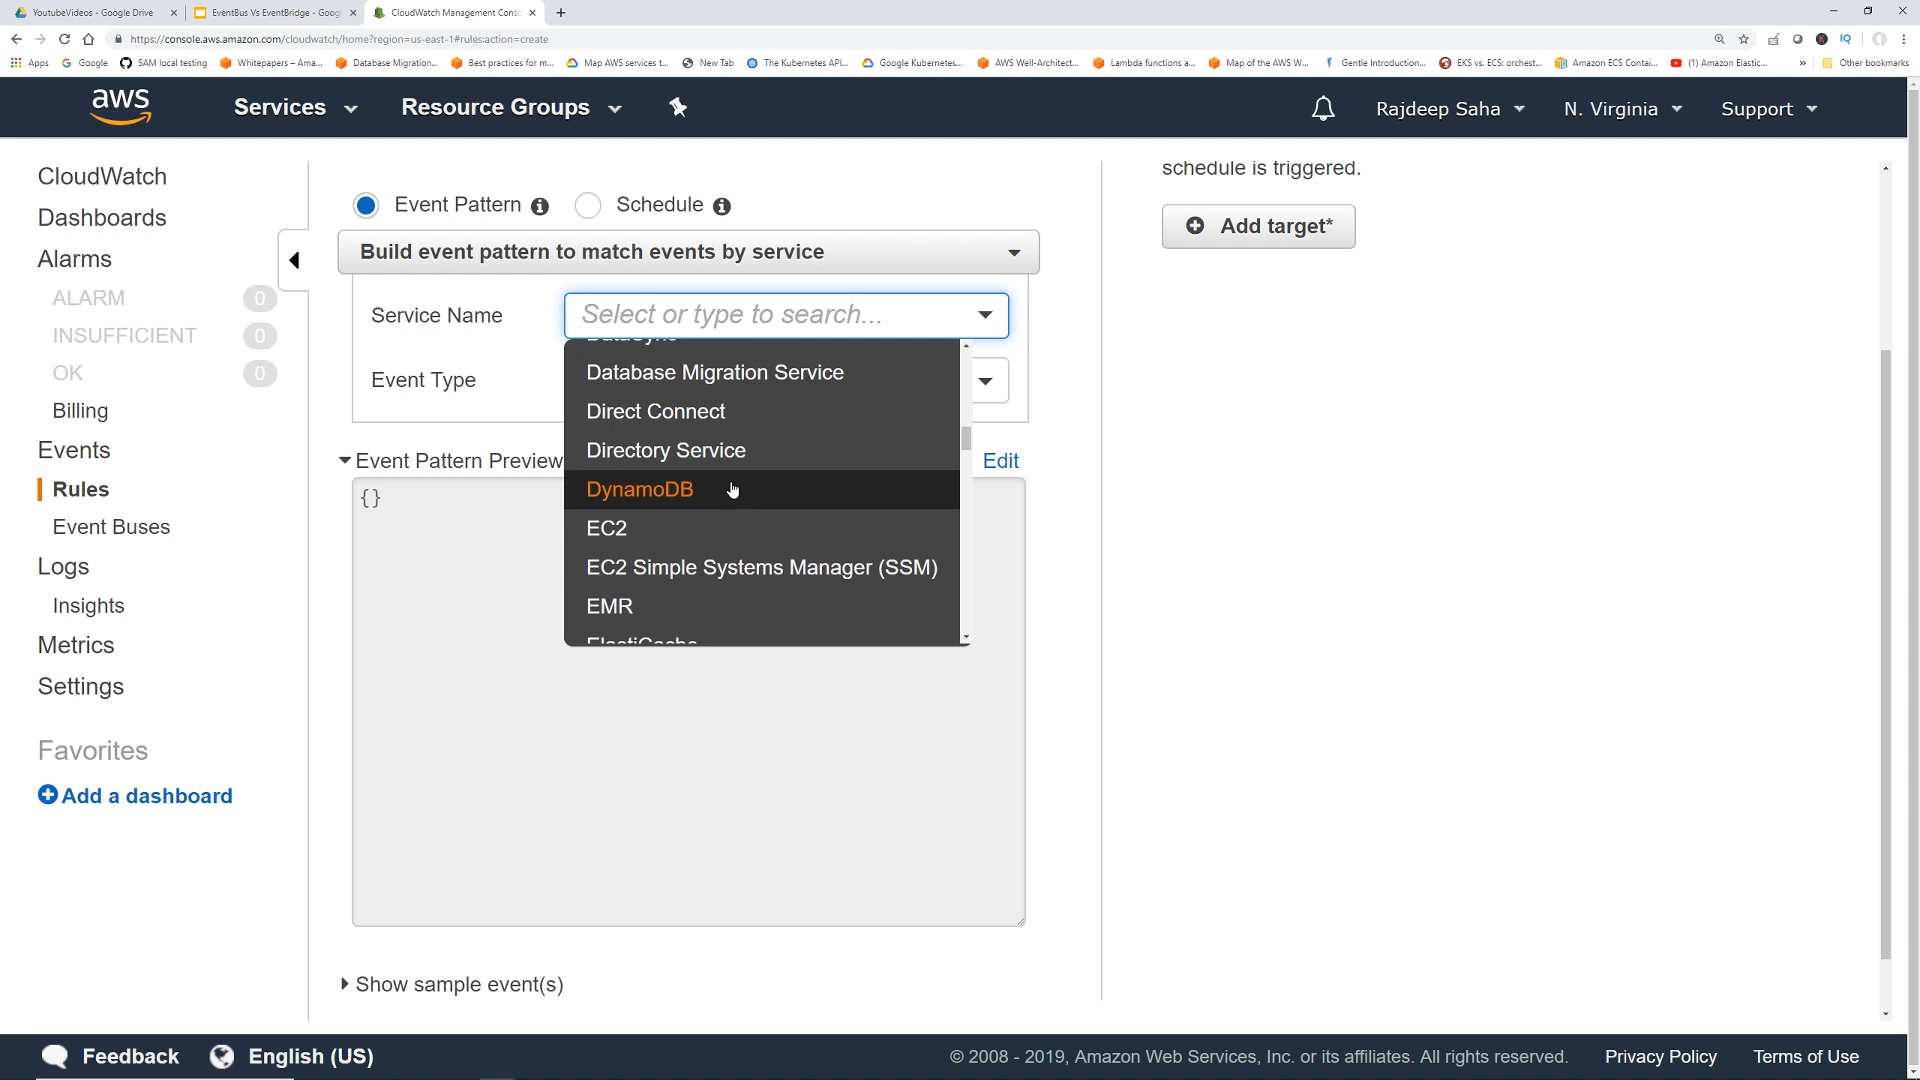 YoutubeVideos - Google Drive
EventBus Vs EventBridge - Goog
CloudWatch Management Cons
https://console.aws.amazon.com/cloudwatch/home?region=us-east-1#rules:action=create
Apps
Google
SAM local testing
Whitepapers – Ama...
Database Migration...
Best practices for m...
Map AWS services t...
New Tab
The Kubernetes API...
Google Kubernetes...
AWS Well-Architect...
Lambda functions a...
Map of the AWS W...
Gentle Introduction...
EKS vs. ECS: orchest...
Amazon ECS Contai...
(1) Amazon Elastic...
»
Other bookmarks
aws
Services
Resource Groups
Rajdeep Saha
N. Virginia
Support
CloudWatch
Dashboards
Alarms
ALARM 0
INSUFFICIENT 0
OK 0
Billing
Events
Rules
Event Buses
Logs
Insights
Metrics
Settings
Favorites
Add a dashboard
Event Pattern
Schedule
Build event pattern to match events by service
Service Name
Select or type to search...
Event Type
DataSync
Database Migration Service
Direct Connect
Directory Service
DynamoDB
EC2
EC2 Simple Systems Manager (SSM)
EMR
ElastiCache
Event Pattern Preview
Edit
{}
Show sample event(s)
schedule is triggered.
Add target*
Feedback
English (US)
© 2008 - 2019, Amazon Web Services, Inc. or its affiliates. All rights reserved.
Privacy Policy
Terms of Use